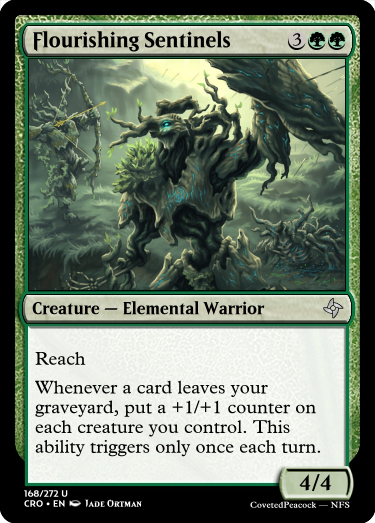 Flourishing Sentinels 3
Creature — Elemental Warrior
Reach
Whenever a card leaves your
graveyard, put a +1/+1 counter on
each creature you control. This
ability triggers only once each turn.
4/4
168/272 U
CRO • EN Jade Ortman
CovetedPeacock — NFS